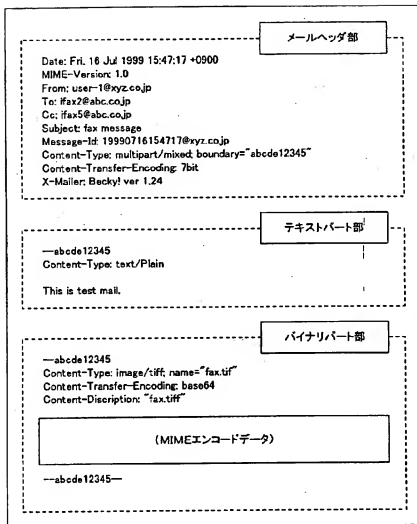 メールヘッダ部
Date: Fri. 16 Jul 1999 15:47:17 +0900
MIME-Version: 1.0
From: user-1@xyz.co.jp
To: ifax2@abc.co.jp
Cc: ifax5@abc.co.jp
Subject: fax message
Message-Id: 19990716154717@xyz.co.jp
Content-Type: multipart/mixed; boundary="abcde12345"
Content-Transfer-Encoding: 7bit
X-Mailer: Becky! ver 1.24
テキストパート部
—abcde12345
Content-Type: text/Plain
This is test mail.
バイナリパート部
—abcde12345
Content-Type: image/tiff; name="fax.tif"
Content-Transfer-Encoding: base64
Content-Discription: "fax.tiff"
(MIMEエンコードデータ)
--abcde12345—